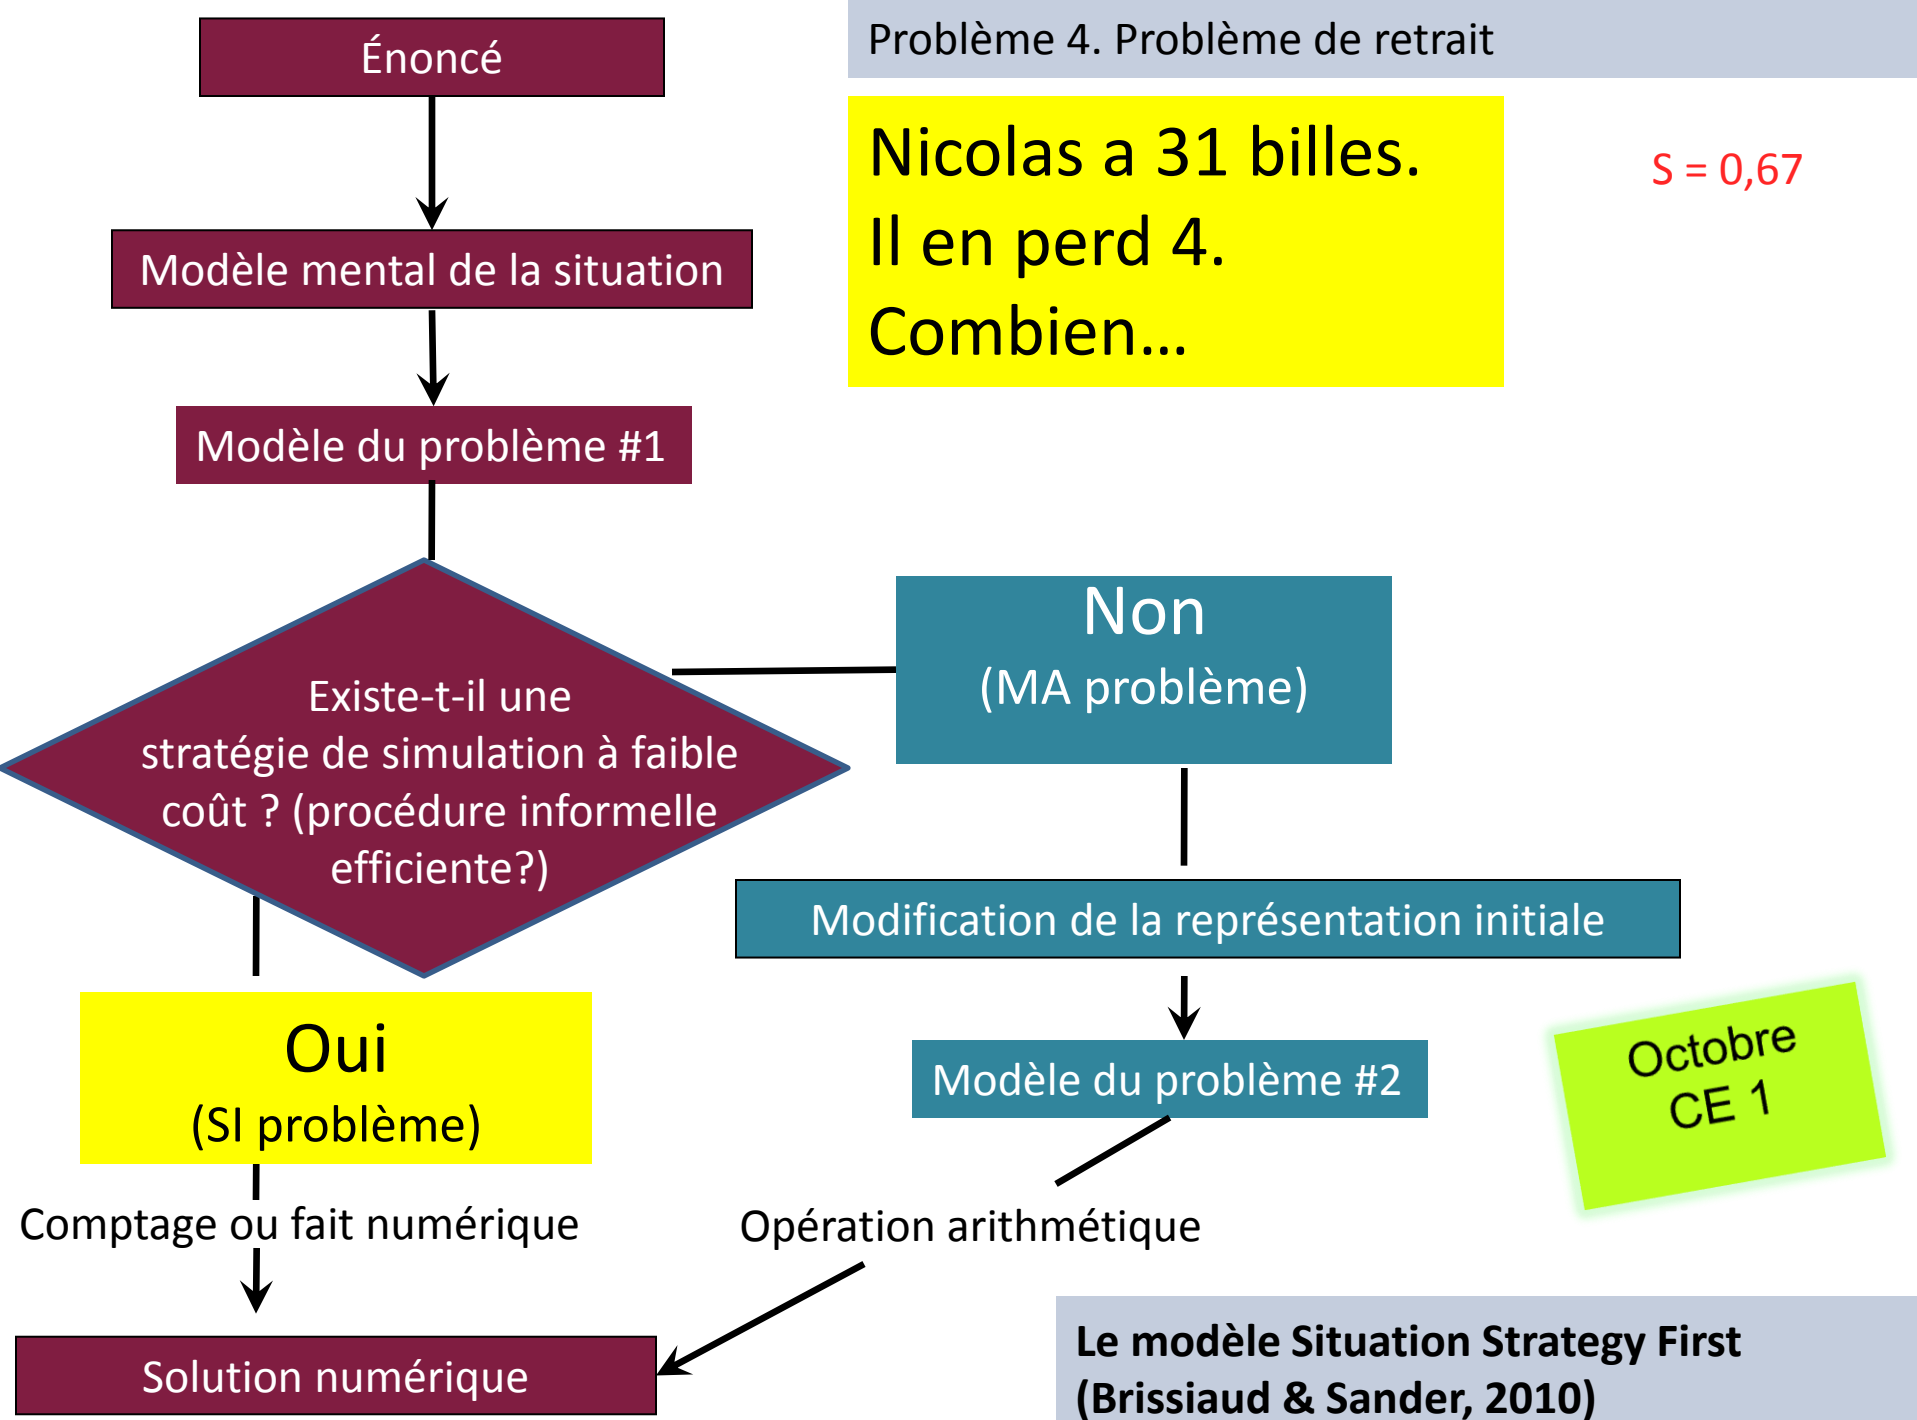 Énoncé
Problème 4. Problème de retrait
Nicolas a 31 billes.
Il en perd 4.
Combien…
S = 0,67
Modèle mental de la situation
Modèle du problème #1
Existe-t-il une
stratégie de simulation à faible
coût ? (procédure informelle
efficiente?)
Non
(MA problème)
Modification de la représentation initiale
Oui
(SI problème)
Modèle du problème #2
Octobre
CE 1
Comptage ou fait numérique
Opération arithmétique
Solution numérique
Le modèle Situation Strategy First
(Brissiaud & Sander, 2010)